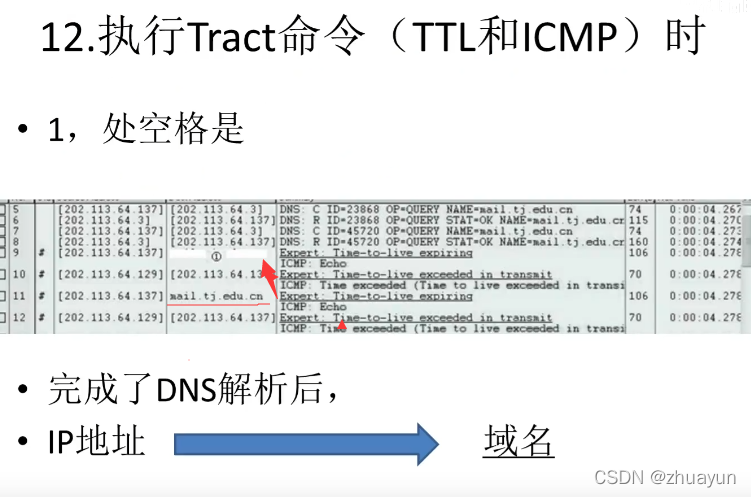 12.执行Tract命令（TTL和ICMP）时
• 1，处空格是
5 [202.113.64.137] [202.113.64.3] DNS: C ID=23868 OP=QUERY NAME=mail.tj.edu.cn 74 0:00:04.267
6 [202.113.64.3] [202.113.64.137] DNS: R ID=23868 OP=QUERY STAT=OK NAME=mail.tj.edu.cr 115 0:00:04.270
7 [202.113.64.137] [202.113.64.3] DNS: C ID=45720 OP=QUERY NAME=mail.tj.edu.cn 74 0:00:04.273
8 [202.113.64.3] [202.113.64.137] DNS: R ID=45720 OP=QUERY STAT=OK NAME=mail.tj.edu.cr 160 0:00:04.274
9 # [202.113.64.137] ① Expert: Time-to-live expiring 106 0:00:04.276
ICMP: Echo
10 # [202.113.64.129] [202.113.64.137] Expert: Time-to-live exceeded in transmit 70 0:00:04.276
ICMP: Time exceeded (Time to live exceeded in transi
11 # [202.113.64.137] mail.tj.edu.cn Expert: Time-to-live expiring 106 0:00:04.276
ICMP: Echo
12 # [202.113.64.129] [202.113.64.137] Expert: Time-to-live exceeded in transmit 70 0:00:04.276
ICMP: Time exceeded (Time to live exceeded in transi
• 完成了DNS解析后，
• IP地址 域名
CSDN @zhuayun